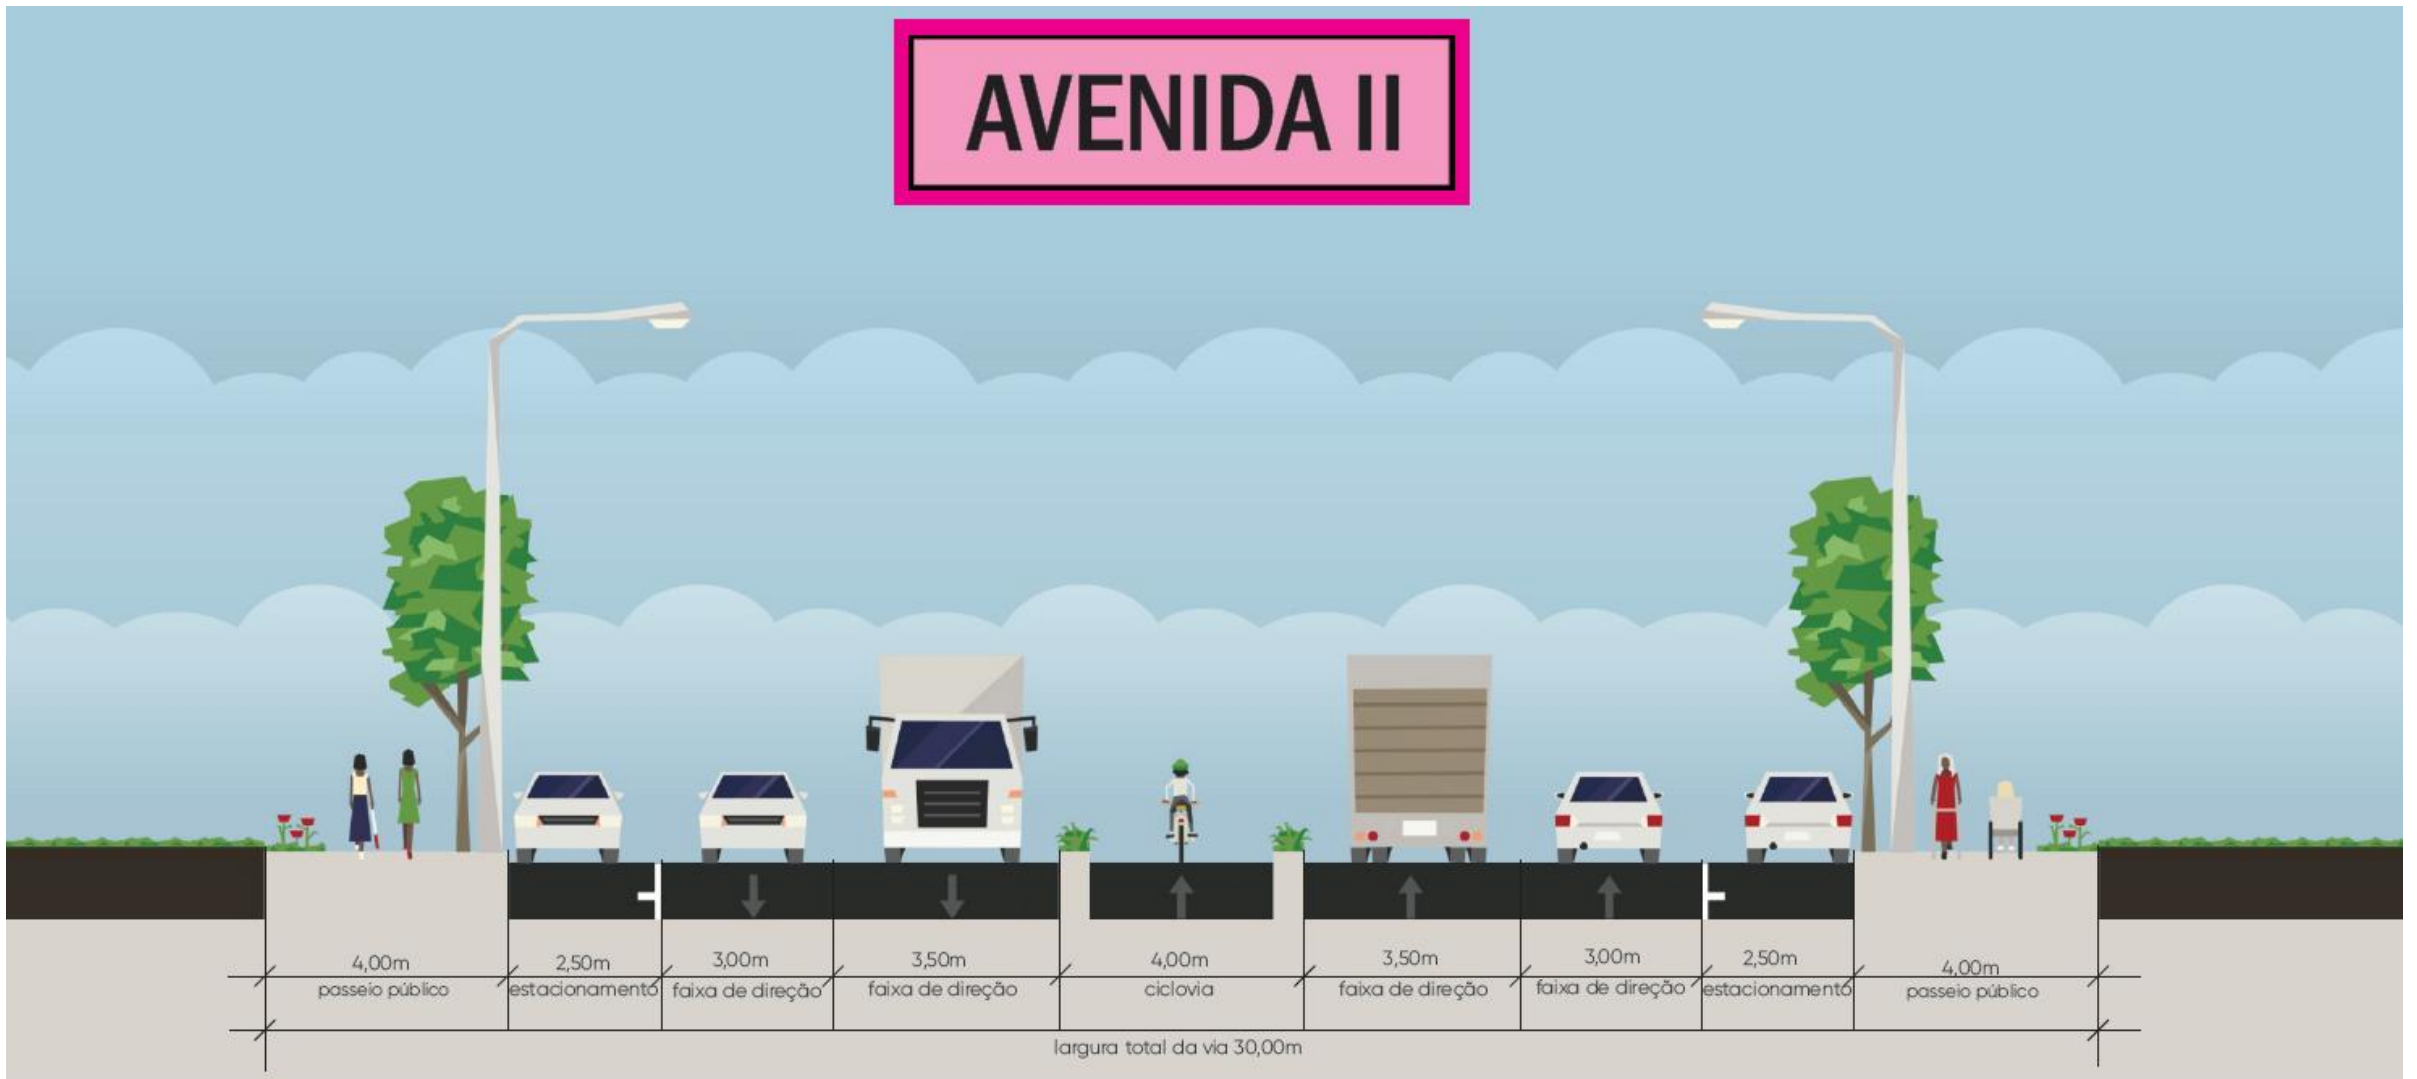 AVENIDA II
4,00m
passeio público
2,50m
estacionamento
3,00m
faixa de direção
3,50m
faixa de direção
4,00m
ciclovia
3,50m
faixa de direção
3,00m
faixa de direção
2,50m
estacionamento
4,00m
passeio público
largura total da via 30,00m